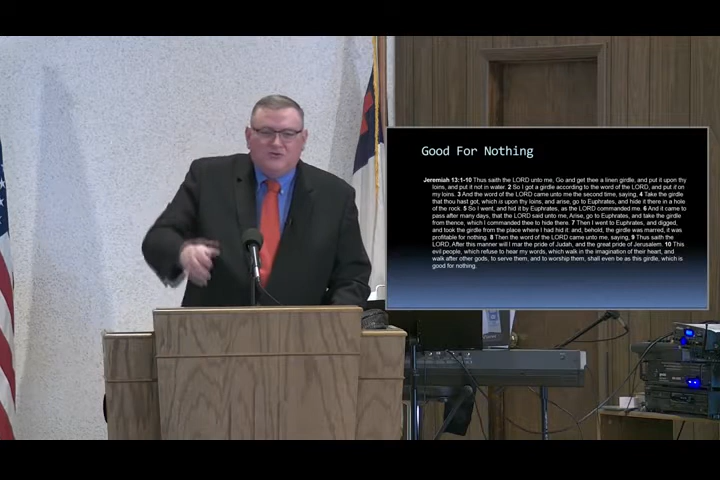 Good For Nothing
Jeremiah 13:1-10 Thus saith the LORD unto me, Go and get thee a linen girdle, and put it upon thy
loins, and put it not in water. 2 So I got a girdle according to the word of the LORD, and put it on
my loins. 3 And the word of the LORD came unto me the second time, saying, 4 Take the girdle
that thou hast got, which is upon thy loins, and arise, go to Euphrates, and hide it there in a hole
of the rock. 5 So I went, and hid it by Euphrates, as the LORD commanded me. 6 And it came to
pass after many days, that the LORD said unto me, Arise, go to Euphrates, and take the girdle
from thence, which I commanded thee to hide there. 7 Then I went to Euphrates, and digged,
and took the girdle from the place where I had hid it: and, behold, the girdle was marred, it was
profitable for nothing. 8 Then the word of the LORD came unto me, saying, 9 Thus saith the
LORD, After this manner will I mar the pride of Judah, and the great pride of Jerusalem. 10 This
evil people, which refuse to hear my words, which walk in the imagination of their heart, and
walk after other gods, to serve them, and to worship them, shall even be as this girdle, which is
good for nothing.